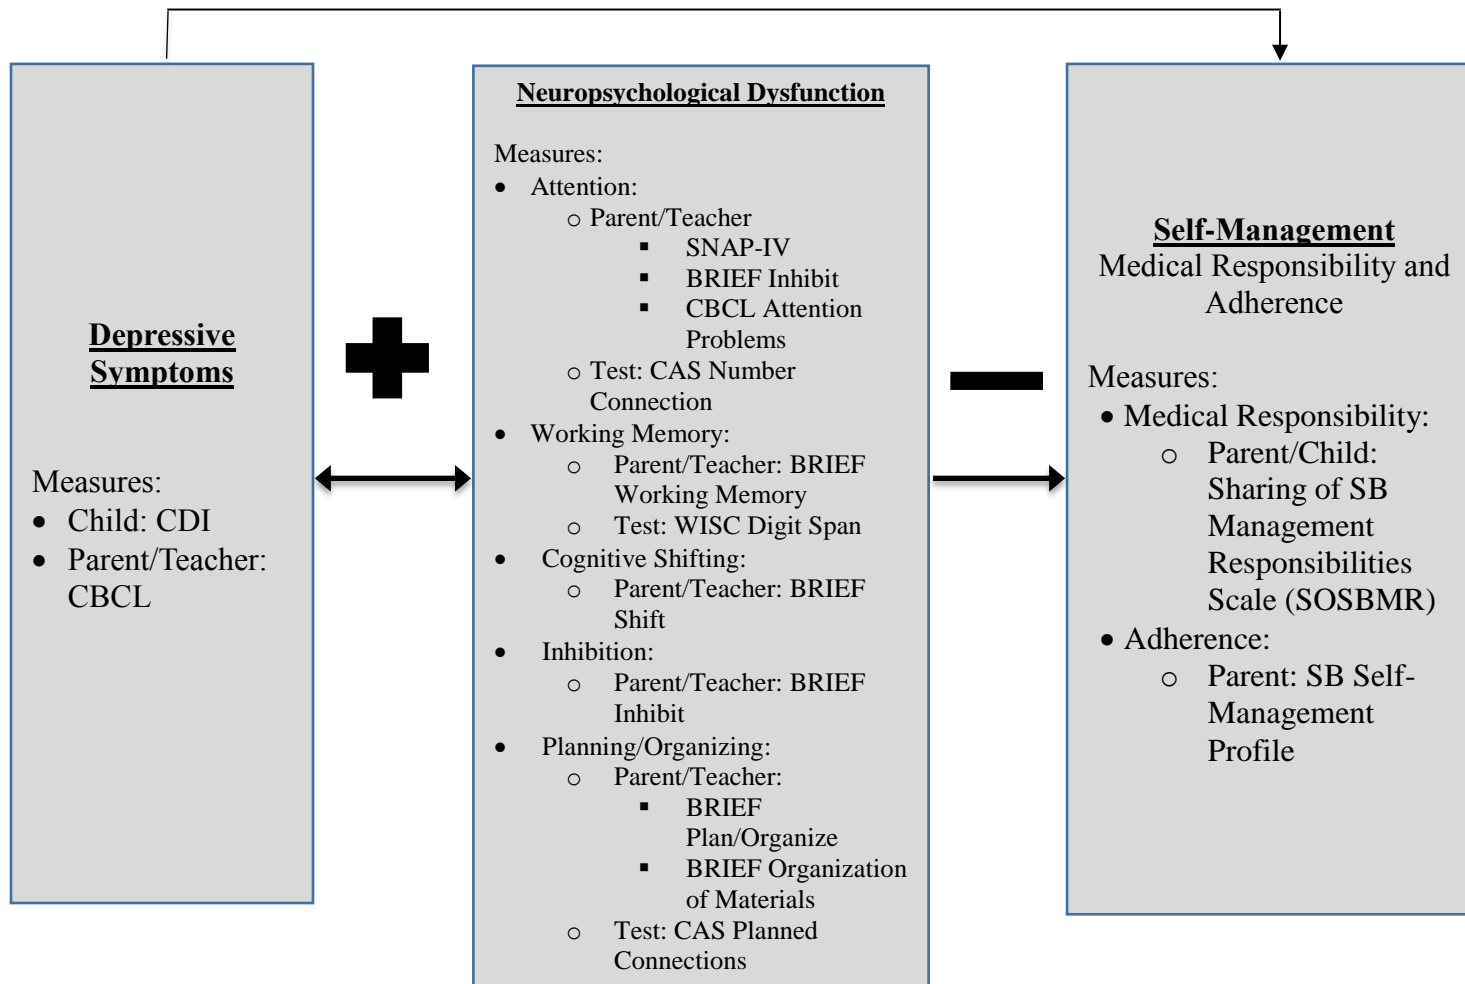 Depressive
Symptoms
Measures:
• Child: CDI
• Parent/Teacher:
CBCL
Neuropsychological Dysfunction
Measures:
• Attention:
o Parent/Teacher
▪ SNAP-IV
▪ BRIEF Inhibit
▪ CBCL Attention
Problems
o Test: CAS Number
Connection
• Working Memory:
o Parent/Teacher: BRIEF
Working Memory
o Test: WISC Digit Span
• Cognitive Shifting:
o Parent/Teacher: BRIEF
Shift
• Inhibition:
o Parent/Teacher: BRIEF
Inhibit
• Planning/Organizing:
o Parent/Teacher:
▪ BRIEF
Plan/Organize
▪ BRIEF Organization
of Materials
o Test: CAS Planned
Connections
Self-Management
Medical Responsibility and
Adherence
Measures:
• Medical Responsibility:
o Parent/Child:
Sharing of SB
Management
Responsibilities
Scale (SOSBMR)
• Adherence:
o Parent: SB Self-
Management
Profile